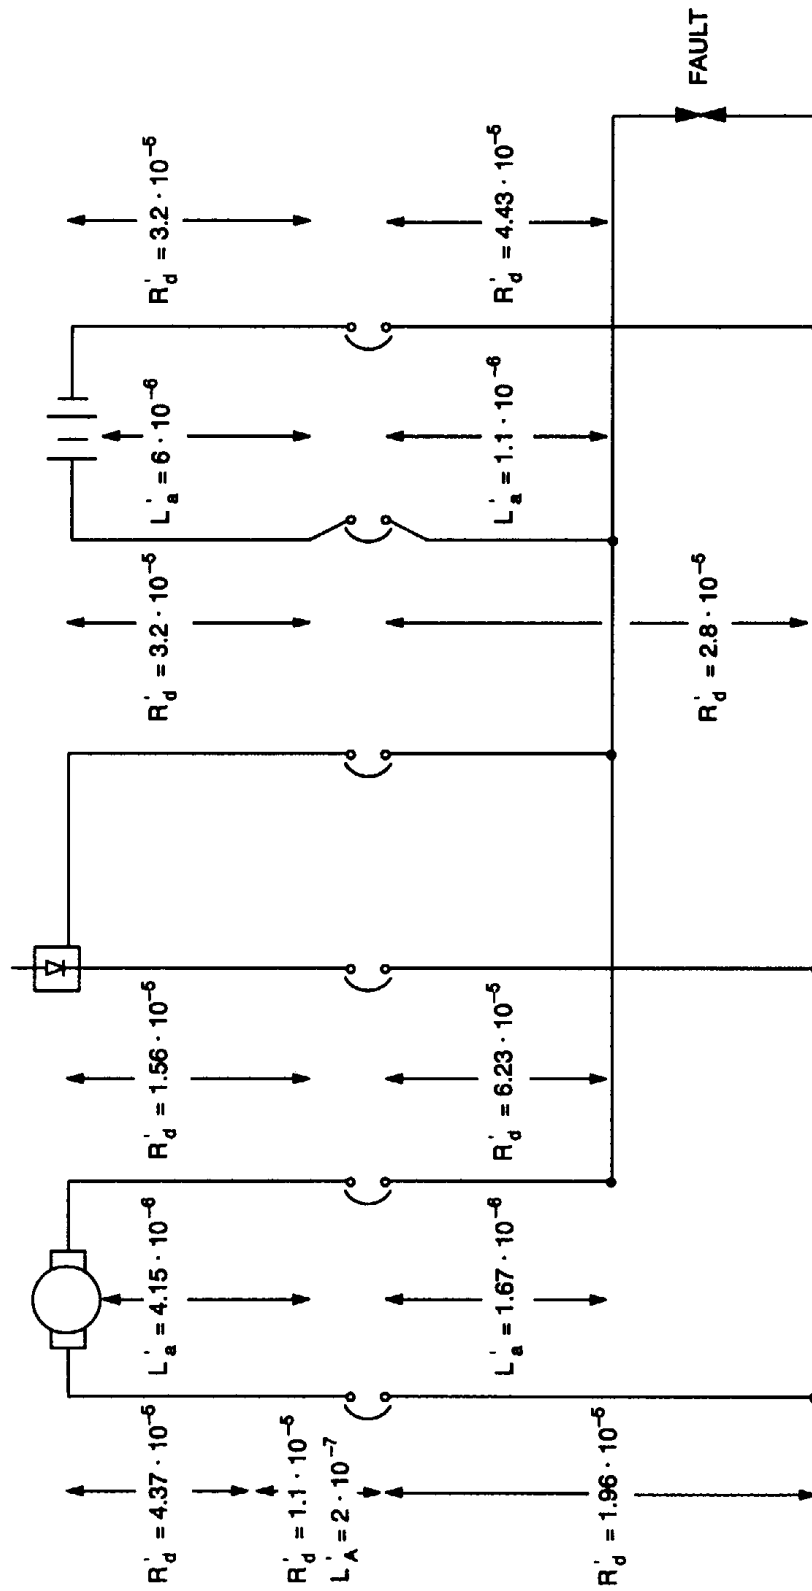 R'd = 4.37 · 10⁻⁵
L'a = 4.15 · 10⁻⁶
R'd = 1.56 · 10⁻⁵
R'd = 3.2 · 10⁻⁵
L'a = 6 · 10⁻⁶
R'd = 3.2 · 10⁻⁵
R'd = 1.1 · 10⁻⁵
L'A = 2 · 10⁻⁷
L'a = 1.67 · 10⁻⁶
R'd = 6.23 · 10⁻⁵
L'a = 1.1 · 10⁻⁶
R'd = 4.43 · 10⁻⁵
R'd = 1.96 · 10⁻⁵
R'd = 2.8 · 10⁻⁵
FAULT